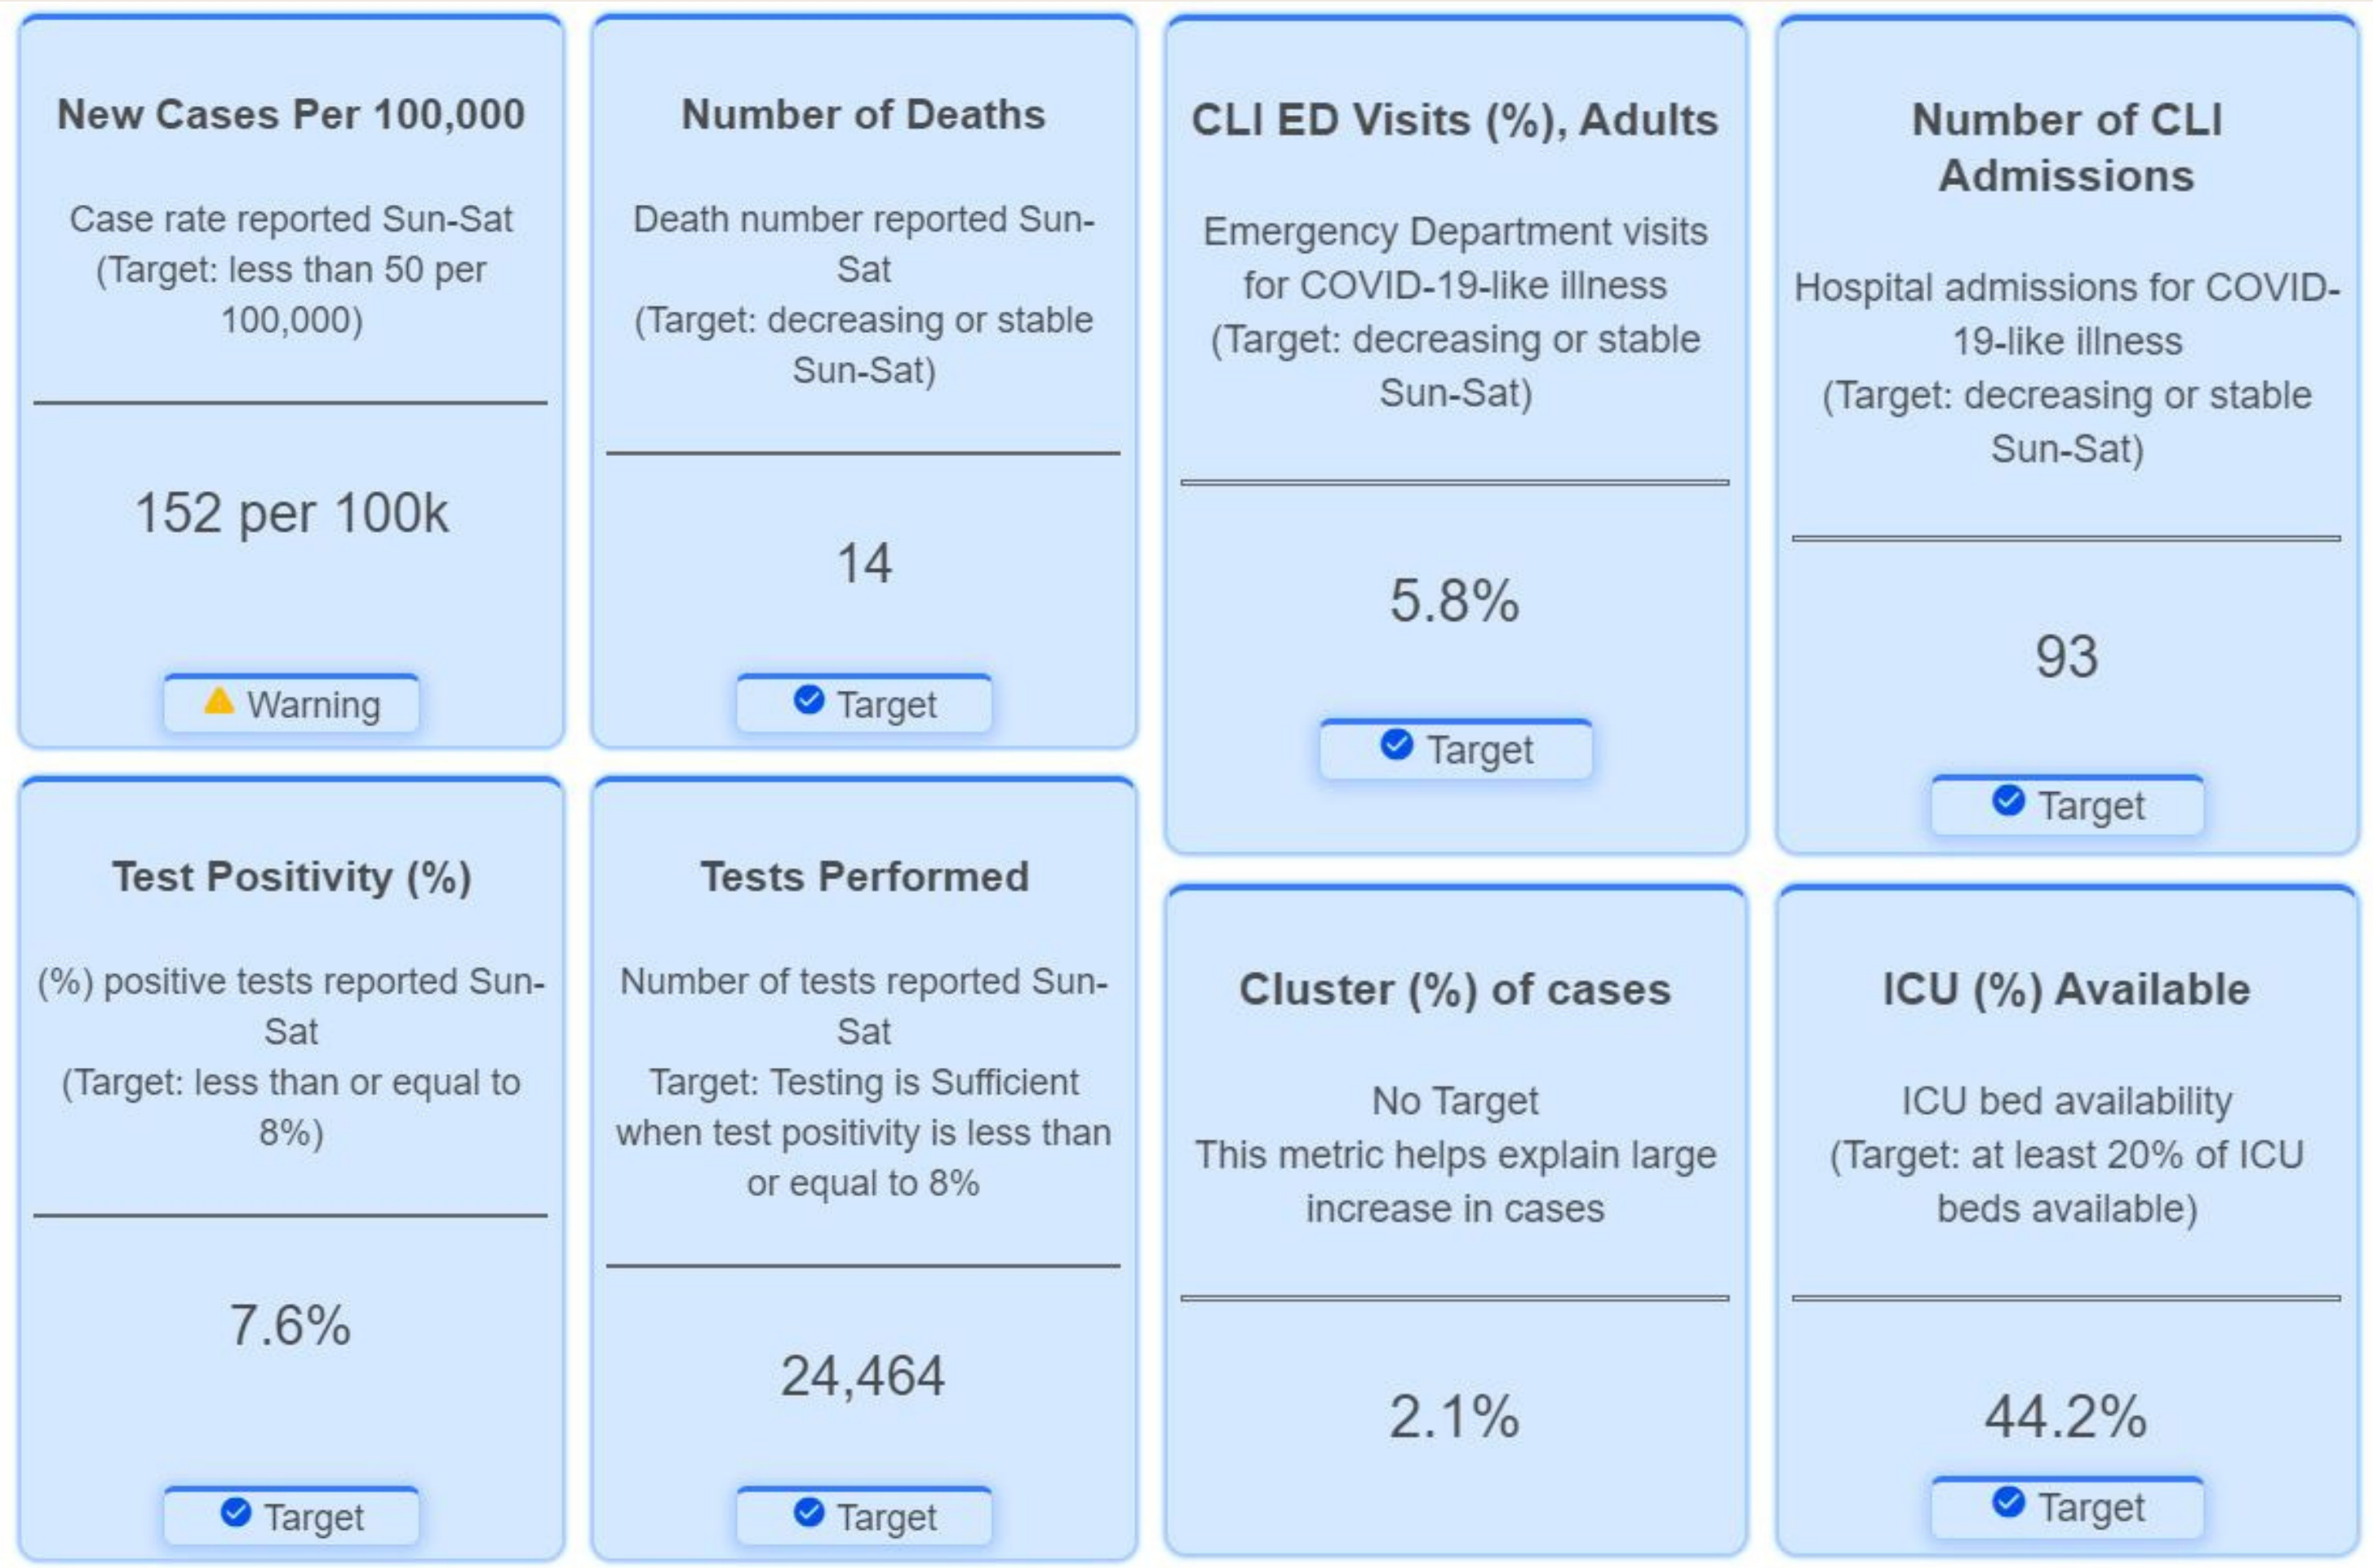 New Cases Per 100,000
Case rate reported Sun-Sat
(Target: less than 50 per
100,000)
152 per 100k
Warning
Number of Deaths
Death number reported Sun-
Sat
(Target: decreasing or stable
Sun-Sat)
14
Target
CLI ED Visits (%), Adults
Emergency Department visits
for COVID-19-like illness
(Target: decreasing or stable
Sun-Sat)
5.8%
Target
Number of CLI
Admissions
Hospital admissions for COVID-
19-like illness
(Target: decreasing or stable
Sun-Sat)
93
Target
Test Positivity (%)
(%) positive tests reported Sun-
Sat
(Target: less than or equal to
8%)
7.6%
Target
Tests Performed
Number of tests reported Sun-
Sat
Target: Testing is Sufficient
when test positivity is less than
or equal to 8%
24,464
Target
Cluster (%) of cases
No Target
This metric helps explain large
increase in cases
2.1%
ICU (%) Available
ICU bed availability
(Target: at least 20% of ICU
beds available)
44.2%
Target